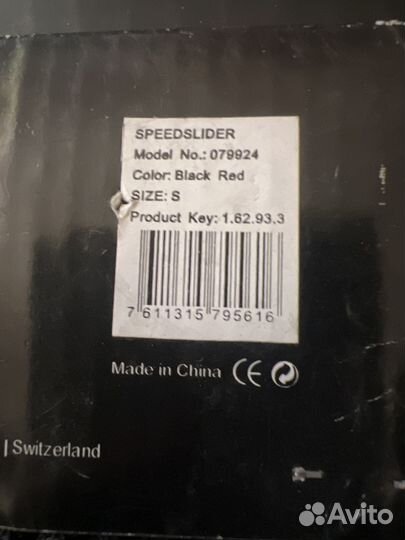 SPEEDSLIDER
Model No.: 079924
Color: Black Red
SIZE: S
Product Key: 1.62.93.3
7 611315 795616
Made in China CE
| Switzerland
Avito